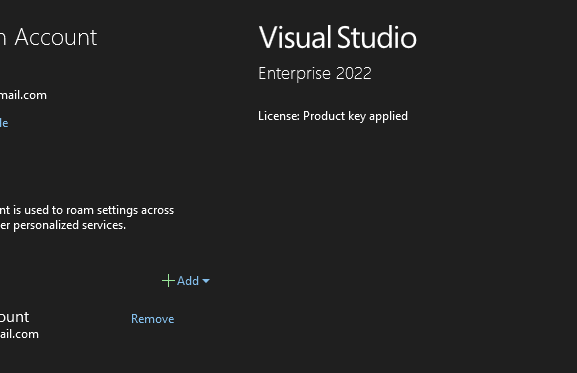 n Account
mail.com
le
nt is used to roam settings across
er personalized services.
Add
ount
ail.com
Remove
Visual Studio
Enterprise 2022
License: Product key applied